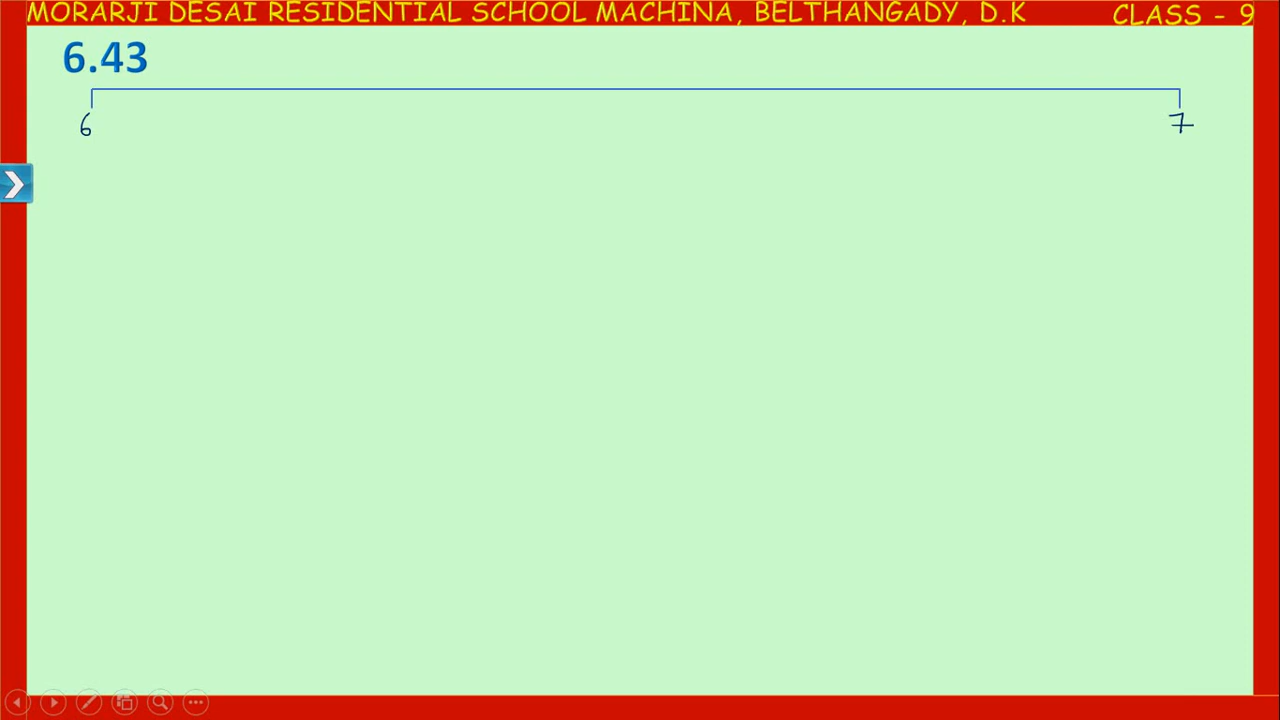 MORARJI DESAI RESIDENTIAL SCHOOL MACHINA, BELTHANGADY, D.K CLASS - 9
6.43
6 7